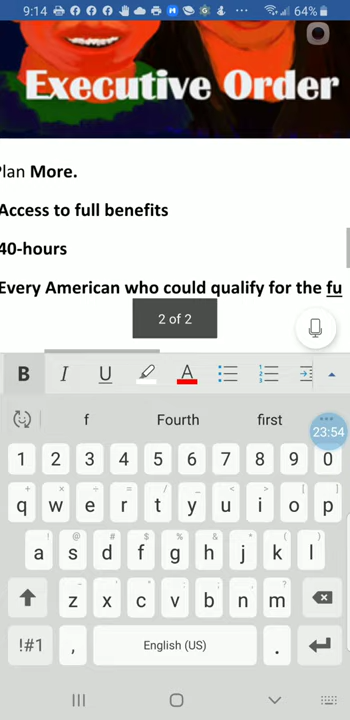 9:14 64%
Executive Order
Plan More.
Access to full benefits
40-hours
Every American who could qualify for the fu
2 of 2
B I U A
f Fourth first
23:54
1 2 3 4 5 6 7 8 9 0
q w e r t y u i o p
a s d f g h j k l
z x c v b n m
!#1 , English (US) .